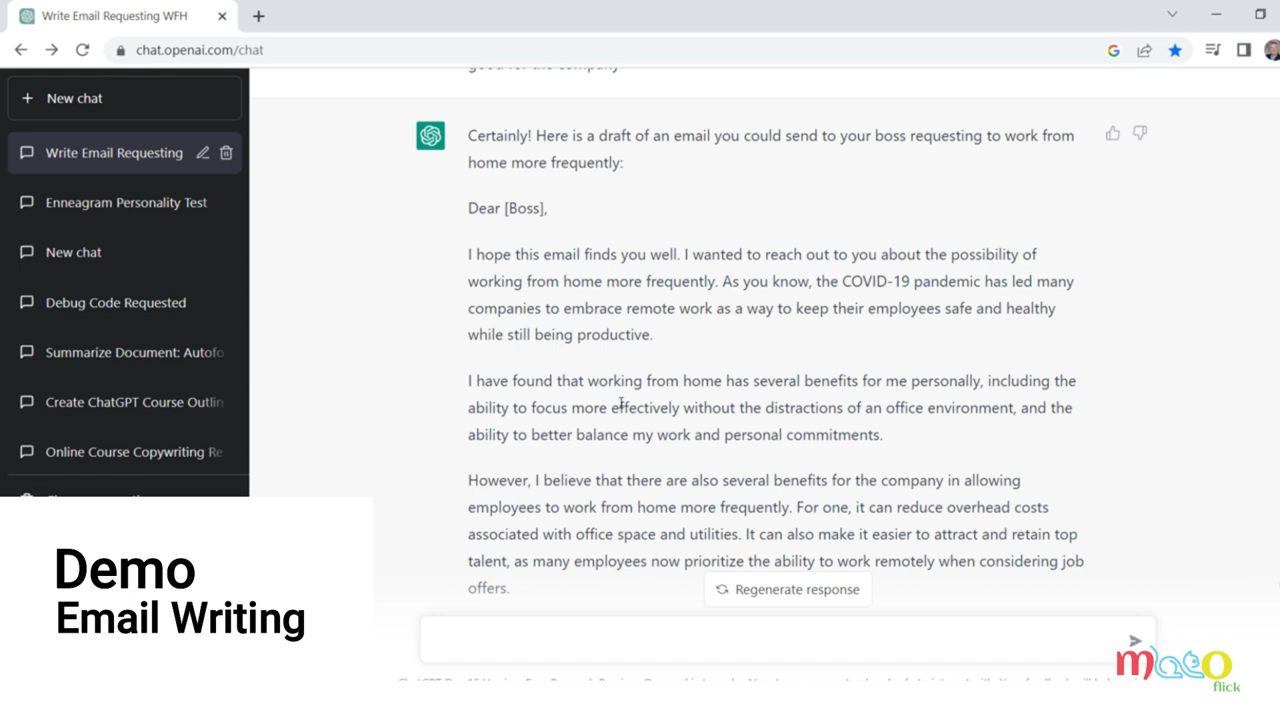 Write Email Requesting WFH
chat.openai.com/chat
New chat
Write Email Requesting
Enneagram Personality Test
New chat
Debug Code Requested
Summarize Document: Autofo
Create ChatGPT Course Outlin
Online Course Copywriting Re
good for the company
Certainly! Here is a draft of an email you could send to your boss requesting to work from
home more frequently:
Dear [Boss],
I hope this email finds you well. I wanted to reach out to you about the possibility of
working from home more frequently. As you know, the COVID-19 pandemic has led many
companies to embrace remote work as a way to keep their employees safe and healthy
while still being productive.
I have found that working from home has several benefits for me personally, including the
ability to focus more effectively without the distractions of an office environment, and the
ability to better balance my work and personal commitments.
However, I believe that there are also several benefits for the company in allowing
employees to work from home more frequently. For one, it can reduce overhead costs
associated with office space and utilities. It can also make it easier to attract and retain top
talent, as many employees now prioritize the ability to work remotely when considering job
offers.
Regenerate response
Demo
Email Writing
flick